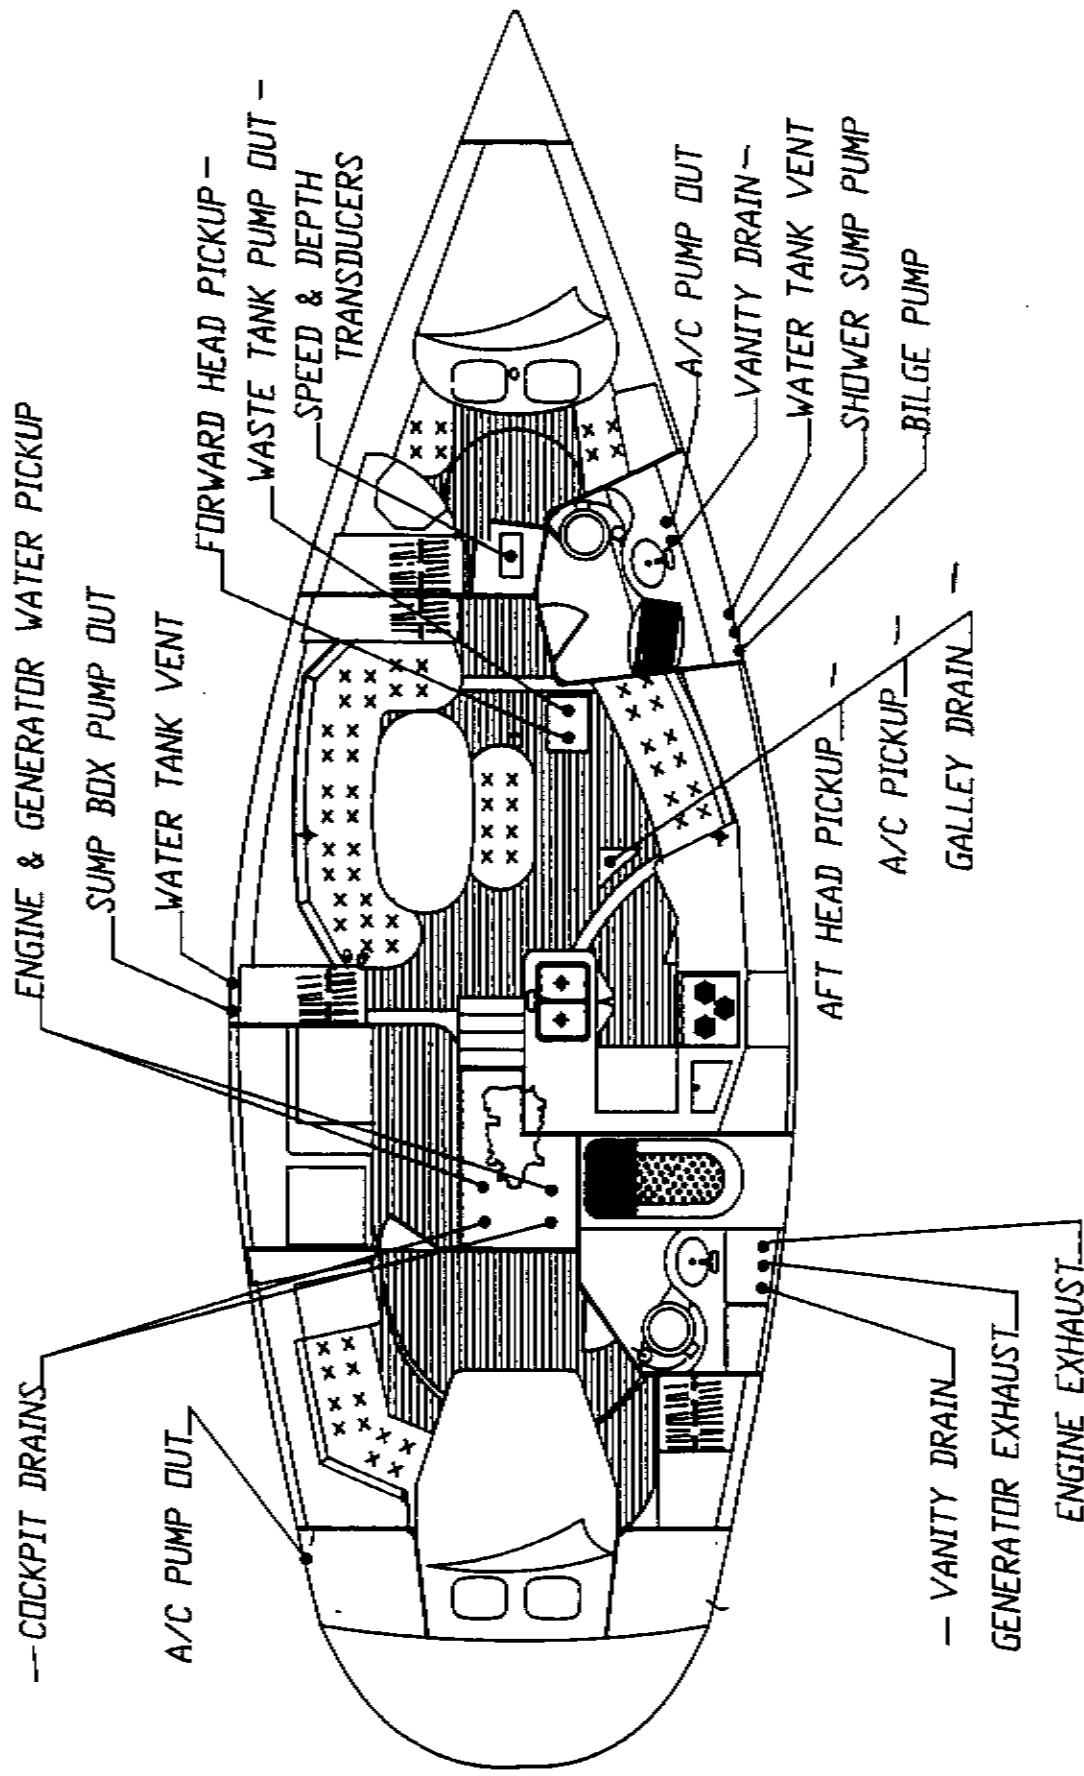 ENGINE & GENERATOR WATER PICKUP
SUMP BOX PUMP OUT
WATER TANK VENT
FORWARD HEAD PICKUP
WASTE TANK PUMP OUT
SPEED & DEPTH
TRANSDUCERS
COCKPIT DRAINS
A/C PUMP OUT
A/C PUMP OUT
VANITY DRAIN
WATER TANK VENT
SHOWER SUMP PUMP
BILGE PUMP
AFT HEAD PICKUP
A/C PICKUP
GALLEY DRAIN
VANITY DRAIN
GENERATOR EXHAUST
ENGINE EXHAUST